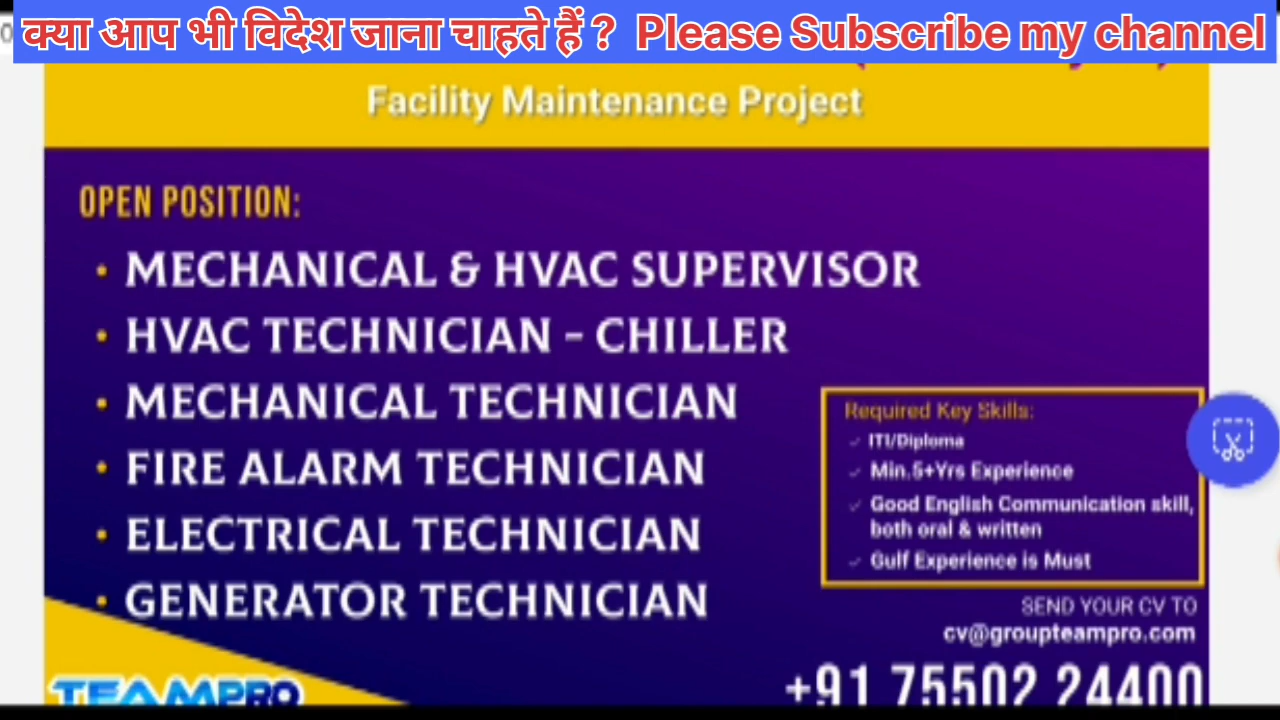 क्या आप भी विदेश जाना चाहते हैं ? Please Subscribe my channel
Facility Maintenance Project
OPEN POSITION:
• MECHANICAL & HVAC SUPERVISOR
• HVAC TECHNICIAN - CHILLER
• MECHANICAL TECHNICIAN
• FIRE ALARM TECHNICIAN
• ELECTRICAL TECHNICIAN
• GENERATOR TECHNICIAN
Required Key Skills:
✓ ITI/Diploma
✓ Min.5+Yrs Experience
✓ Good English Communication skill,
both oral & written
✓ Gulf Experience is Must
SEND YOUR CV TO
cv@groupteampro.com
+91 75502 24400
TEAMPRO